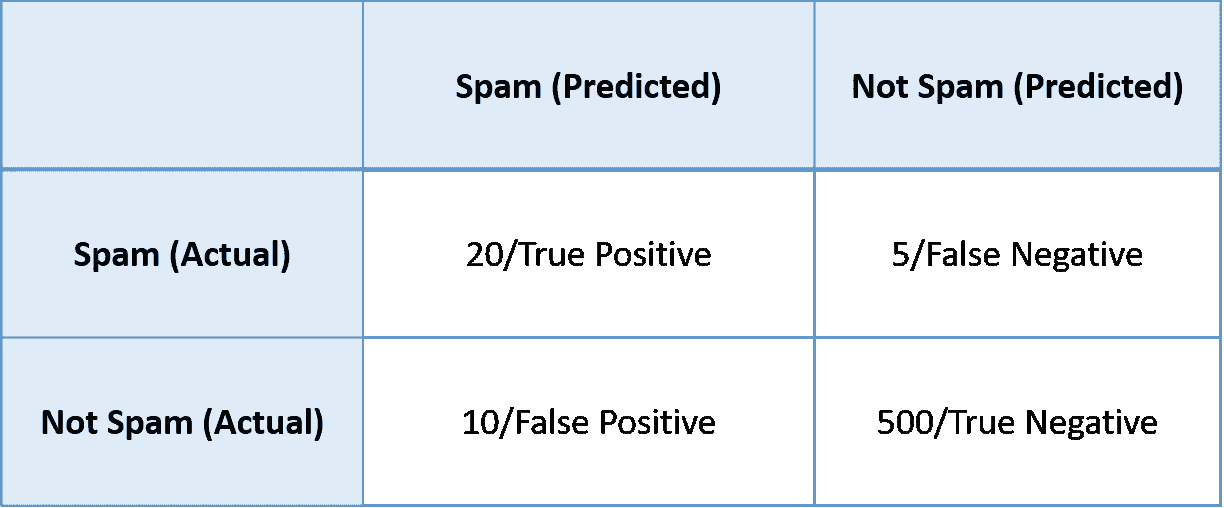 Spam (Predicted)
Not Spam (Predicted)
Spam (Actual)
20/True Positive
5/False Negative
Not Spam (Actual)
10/False Positive
500/True Negative